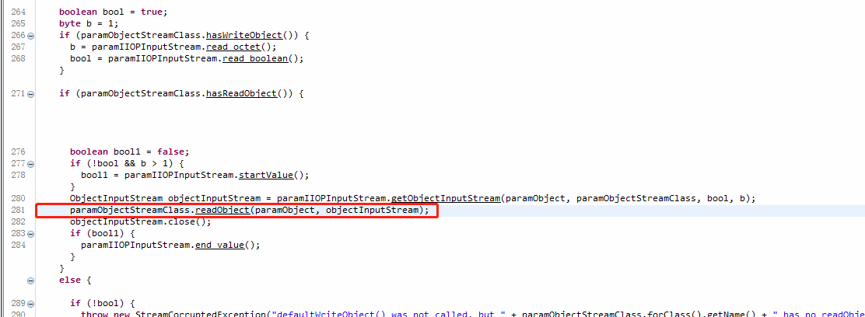 264 boolean bool = true;
265 byte b = 1;
266 if (paramObjectStreamClass.hasWriteObject()) {
267 b = paramIIOPInputStream.read_octet();
268 bool = paramIIOPInputStream.read_boolean();
}
271 if (paramObjectStreamClass.hasReadObject()) {
276 boolean bool1 = false;
277 if (!bool && b > 1) {
278 bool1 = paramIIOPInputStream.startValue();
}
280 ObjectInputStream objectInputStream = paramIIOPInputStream.getObjectInputStream(paramObject, paramObjectStreamClass, bool, b);
281 paramObjectStreamClass.readObject(paramObject, objectInputStream);
282 objectInputStream.close();
283 if (bool1) {
284 paramIIOPInputStream.end_value();
}
}
else {
289 if (!bool) {
290 throw new StreamCorruptedException("defaultWriteObject() was not called, but " + paramObjectStreamClass.forClass().getName() + " has no readObje